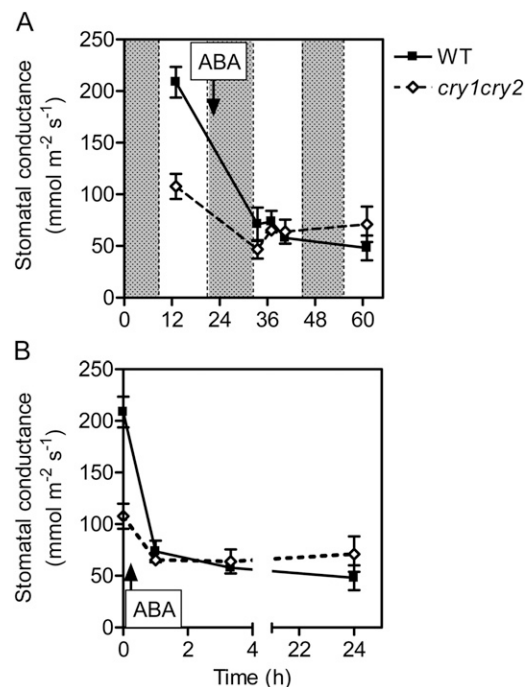 A
Stomatal conductance
(mmol m⁻² s⁻¹)
250
200
150
100
50
0
ABA
WT
cry1cry2
0 12 24 36 48 60
B
Stomatal conductance
(mmol m⁻² s⁻¹)
250
200
150
100
50
0
ABA
0 2 4 22 24
Time (h)